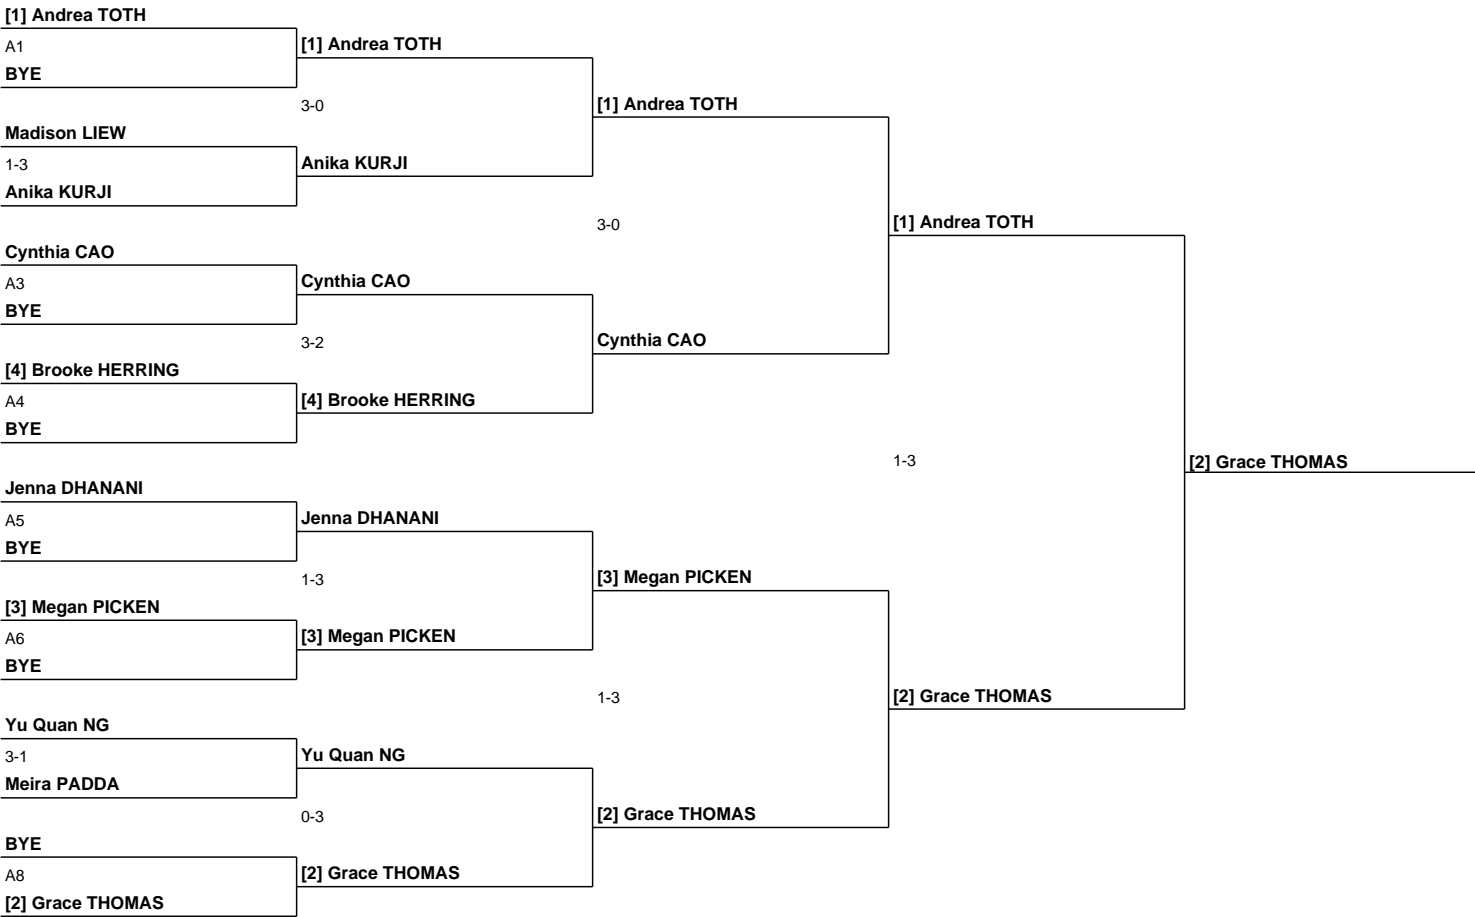 [1] Andrea TOTH
A1
BYE
Madison LIEW
1-3
Anika KURJI
Cynthia CAO
A3
BYE
[4] Brooke HERRING
A4
BYE
Jenna DHANANI
A5
BYE
[3] Megan PICKEN
A6
BYE
Yu Quan NG
3-1
Meira PADDA
BYE
A8
[2] Grace THOMAS
[1] Andrea TOTH
3-0
Anika KURJI
Cynthia CAO
3-2
[4] Brooke HERRING
Jenna DHANANI
1-3
[3] Megan PICKEN
Yu Quan NG
0-3
[2] Grace THOMAS
[1] Andrea TOTH
3-0
Cynthia CAO
[3] Megan PICKEN
1-3
[2] Grace THOMAS
[1] Andrea TOTH
1-3
[2] Grace THOMAS
[2] Grace THOMAS